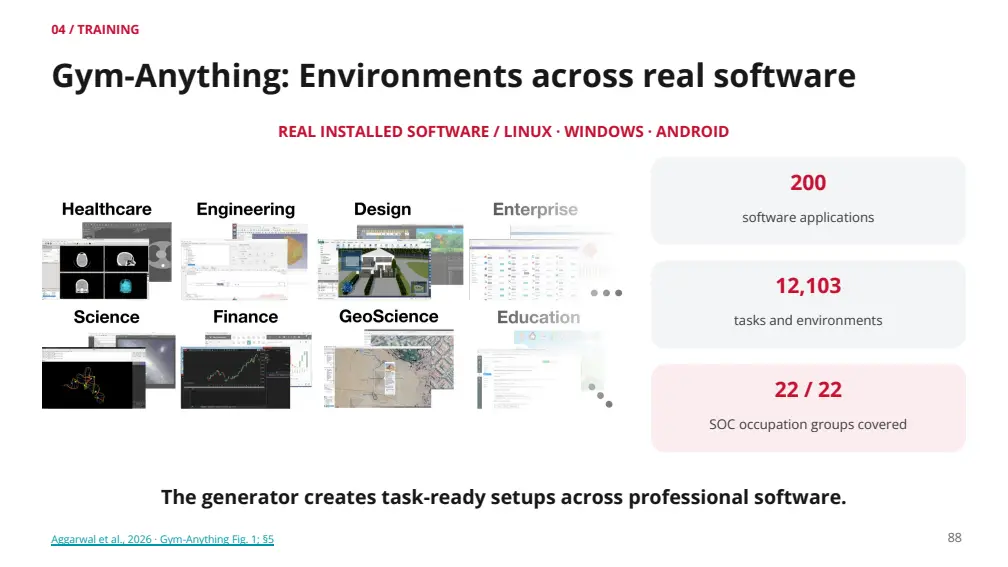 04 / TRAINING
Gym-Anything: Environments across real software
REAL INSTALLED SOFTWARE / LINUX · WINDOWS · ANDROID
Healthcare
Engineering
Design
Enterprise
Science
Finance
GeoScience
Education
200
software applications
12,103
tasks and environments
22 / 22
SOC occupation groups covered
The generator creates task-ready setups across professional software.
Aggarwal et al., 2026 · Gym-Anything Fig. 1; §5
88